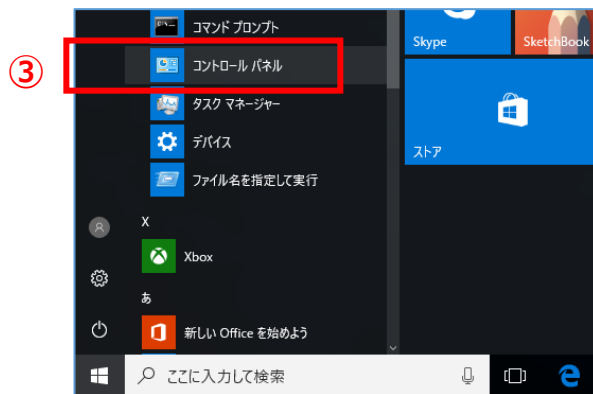 コマンド プロンプト
③
コントロール パネル
タスク マネージャー
デバイス
ファイル名を指定して実行
X
Xbox
あ
新しい Office を始めよう
ここに入力して検索
Skype
SketchBook
ストア